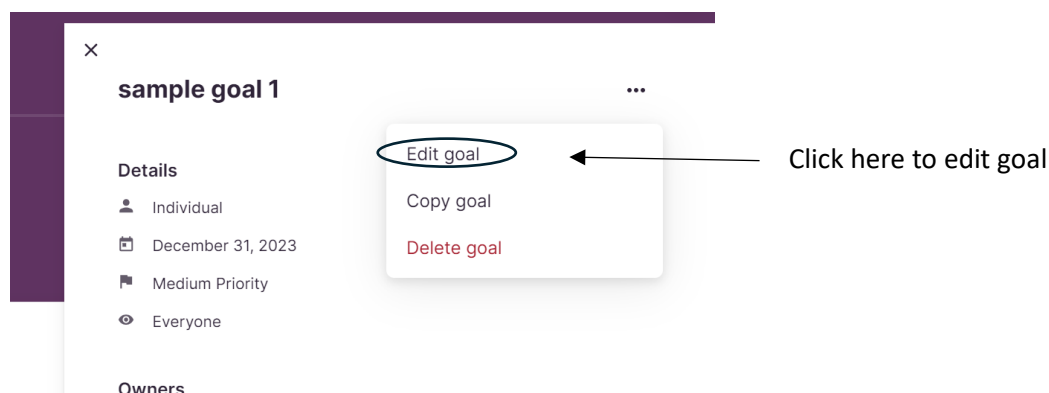 sample goal 1
Edit goal
Click here to edit goal
Details
Individual
Copy goal
December 31, 2023
Delete goal
Medium Priority
Everyone
Owners